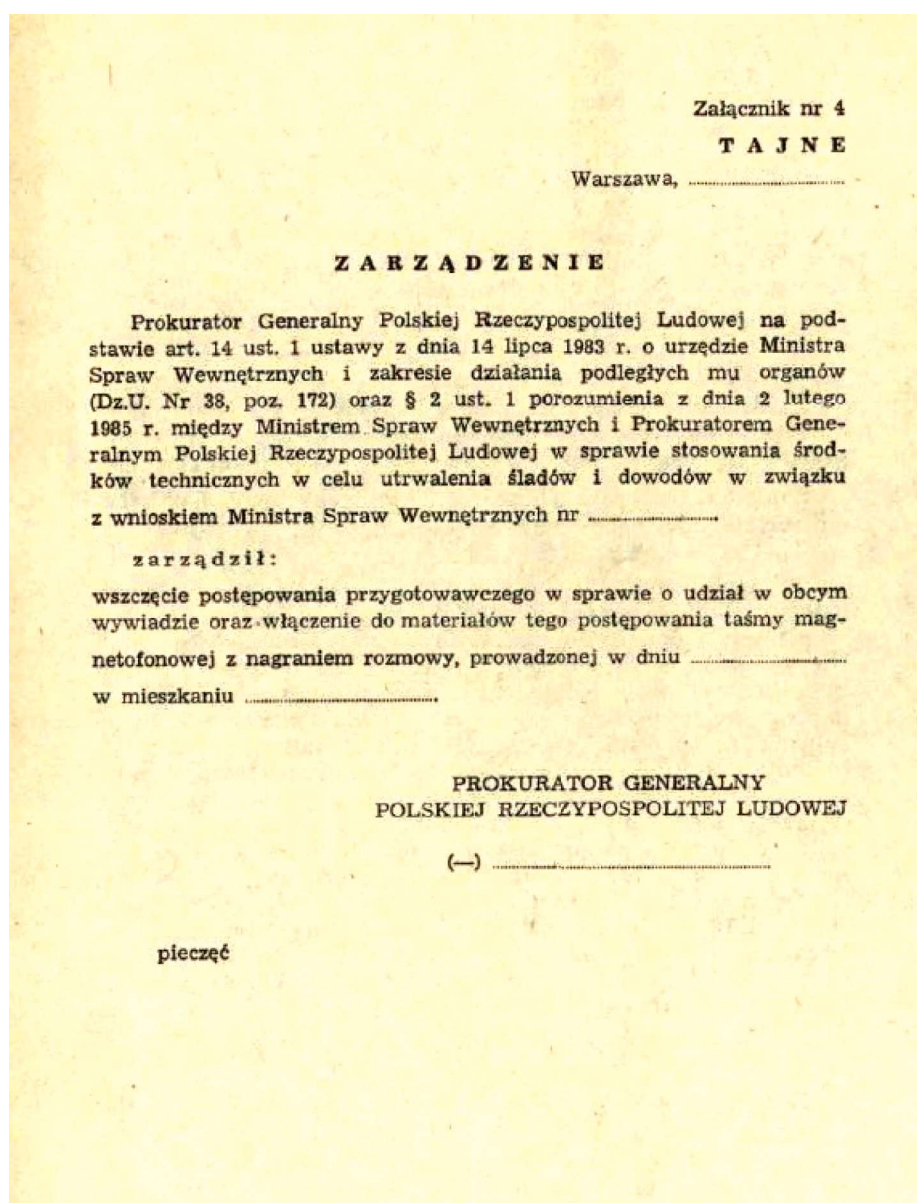 Załącznik nr 4
TAJNE
Warszawa, ........................................
ZARZĄDZENIE
Prokurator Generalny Polskiej Rzeczypospolitej Ludowej na pod-
stawie art. 14 ust. 1 ustawy z dnia 14 lipca 1983 r. o urzędzie Ministra
Spraw Wewnętrznych i zakresie działania podległych mu organów
(Dz.U. Nr 38, poz. 172) oraz § 2 ust. 1 porozumienia z dnia 2 lutego
1985 r. między Ministrem Spraw Wewnętrznych i Prokuratorem Gene-
ralnym Polskiej Rzeczypospolitej Ludowej w sprawie stosowania środ-
ków technicznych w celu utrwalenia śladów i dowodów w związku
z wnioskiem Ministra Spraw Wewnętrznych nr ..................................
zarządził:
wszczęcie postępowania przygotowawczego w sprawie o udział w obcym
wywiadzie oraz włączenie do materiałów tego postępowania taśmy mag-
netofonowej z nagraniem rozmowy, prowadzonej w dniu ........................................
w mieszkaniu ..................................................
PROKURATOR GENERALNY
POLSKIEJ RZECZYPOSPOLITEJ LUDOWEJ
(—) ........................................................................
pieczęć